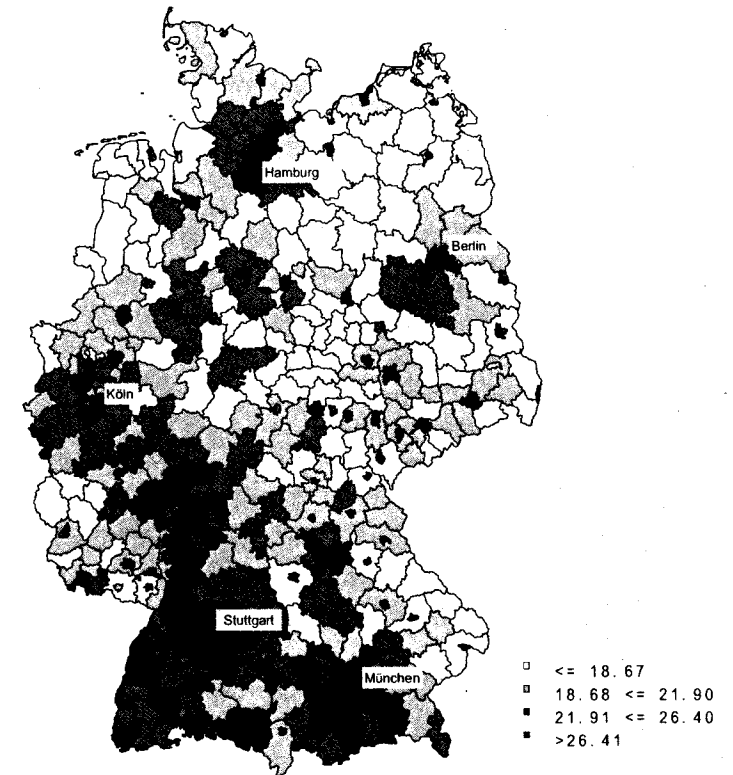 Hamburg
Berlin
Köln
Stuttgart
München
<= 18.67
18.68 <= 21.90
21.91 <= 26.40
>26.41